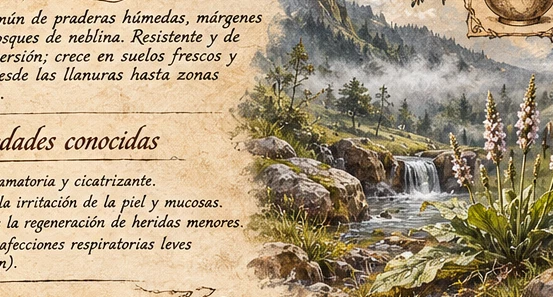 mún de praderas húmedas, márgenes
osques de neblina. Resistente y de
ersión; crece en suelos frescos y
esde las llanuras hasta zonas
.
dades conocidas
amatoria y cicatrizante.
la irritación de la piel y mucosas.
la regeneración de heridas menores.
afecciones respiratorias leves
n).